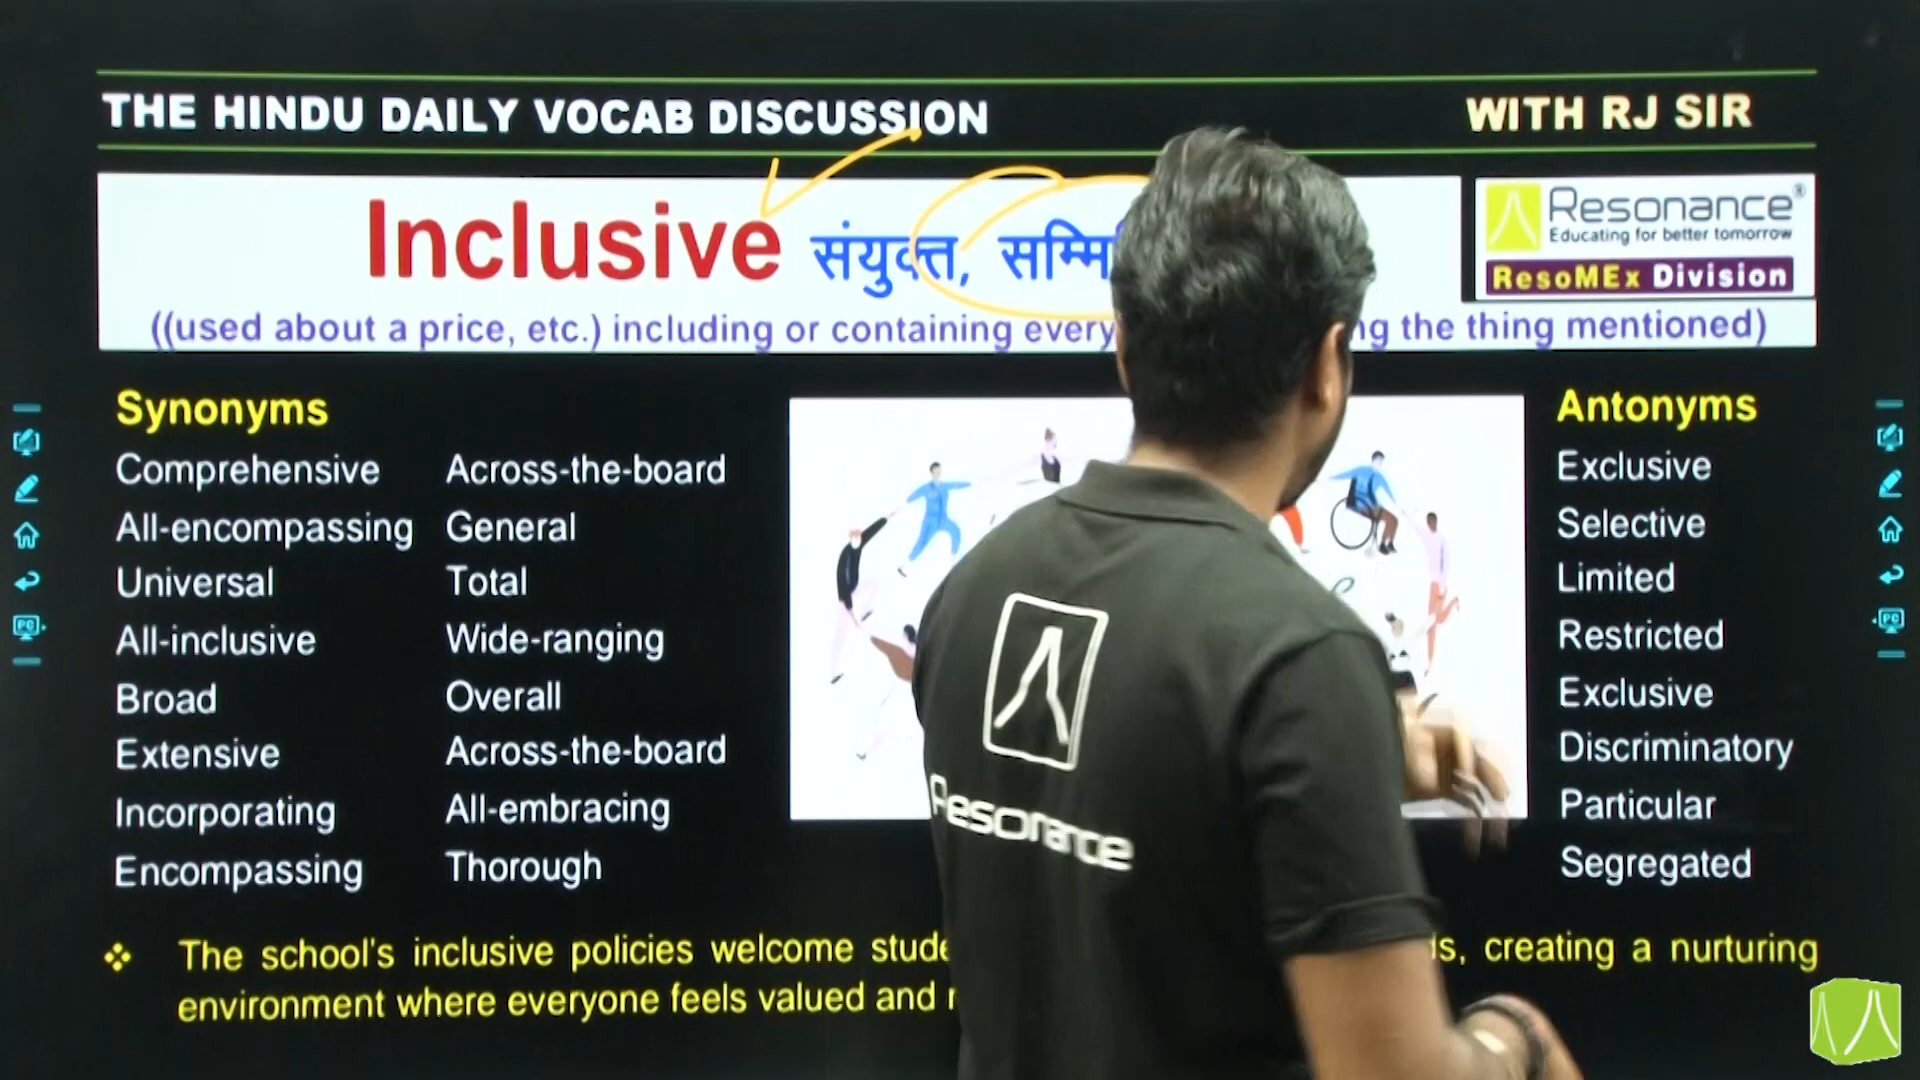 THE HINDU DAILY VOCAB DISCUSSION WITH RJ SIR
Inclusive संयुक्त,
Resonance®
Educating for better tomorrow
ResoMEx Division
((used about a price, etc.) including or containing the thing mentioned)
Synonyms
Comprehensive Across-the-board
All-encompassing General
Universal Total
All-inclusive Wide-ranging
Broad Overall
Extensive Across-the-board
Incorporating All-embracing
Encompassing Thorough
Antonyms
Exclusive
Selective
Limited
Restricted
Exclusive
Discriminatory
Particular
Segregated
Resonance
❖ The school's inclusive policies welcome creating a nurturing
environment where everyone feels valued and
PC
PC